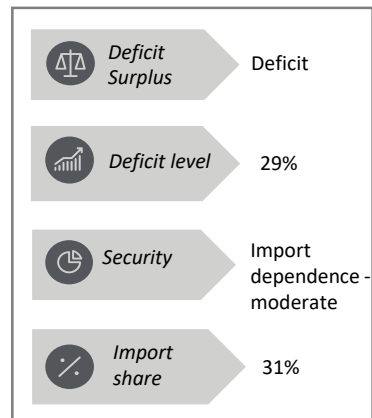 Deficit
Surplus
Deficit
Deficit level
29%
Security
Import
dependence -
moderate
Import
share
31%